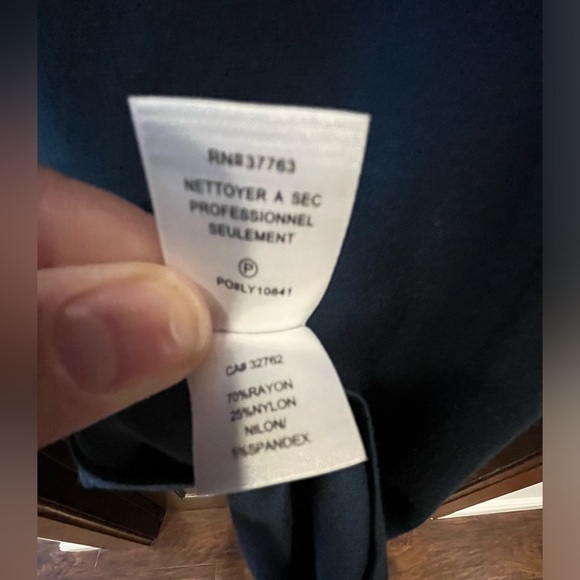 RN#37763
NETTOYER A SEC
PROFESSIONNEL
SEULEMENT
P
PO#LY10841
CA# 32762
70%RAYON
25%NYLON
NILON/
5%SPANDEX